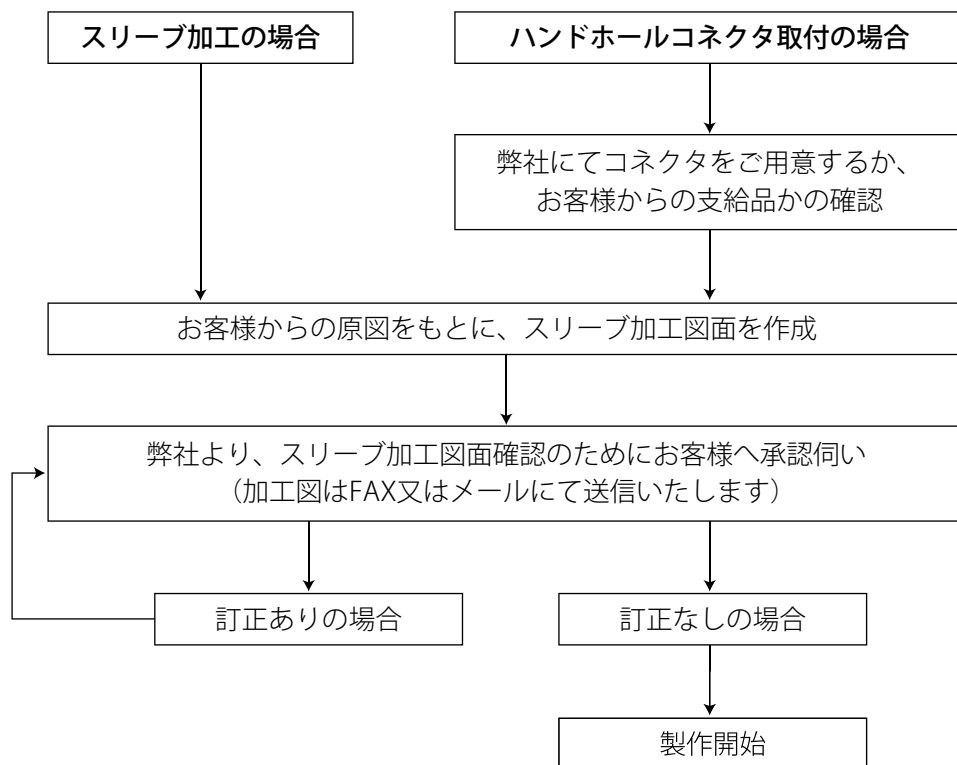 スリーブ加工の場合
ハンドホールコネクタ取付の場合
弊社にてコネクタをご用意するか、
お客様からの支給品かの確認
お客様からの原図をもとに、スリーブ加工図面を作成
弊社より、スリーブ加工図面確認のためにお客様へ承認伺い
（加工図はFAX又はメールにて送信いたします）
訂正ありの場合
訂正なしの場合
製作開始